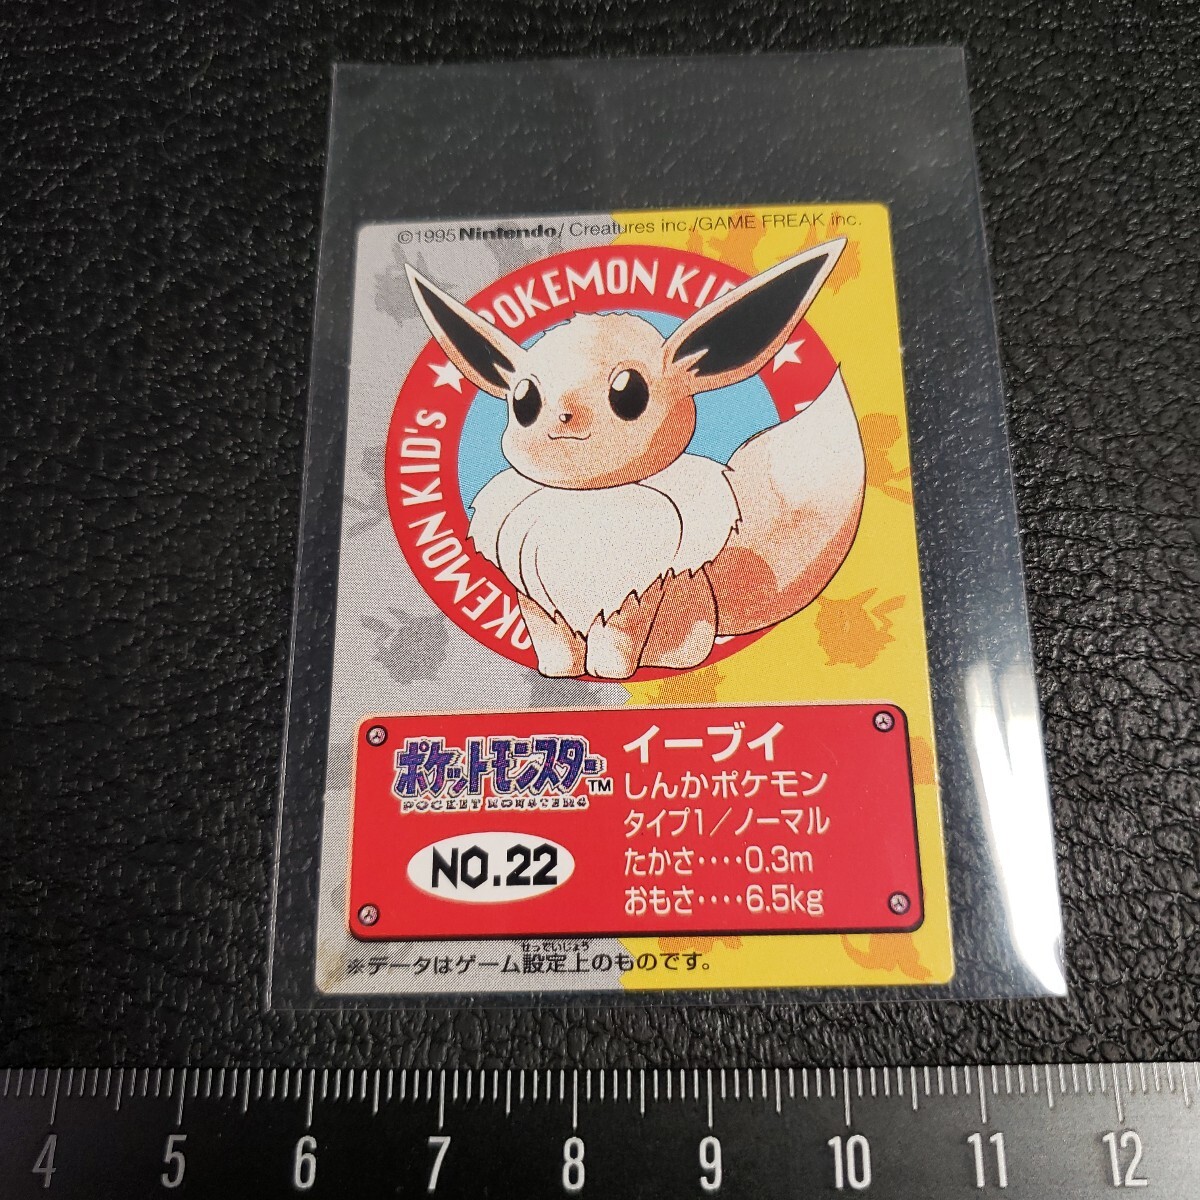 ©1995 Nintendo/Creatures inc./GAME FREAK inc.
POKEMON KID's
POKEMON
イーブイ
しんかポケモン
タイプ1/ノーマル
たかさ····0.3m
おもさ····6.5kg
ポケットモンスター TM
POCKET MONSTERS
NO.22
せっていじょう
※データはゲーム設定上のものです。
4 5 6 7 8 9 10 11 12